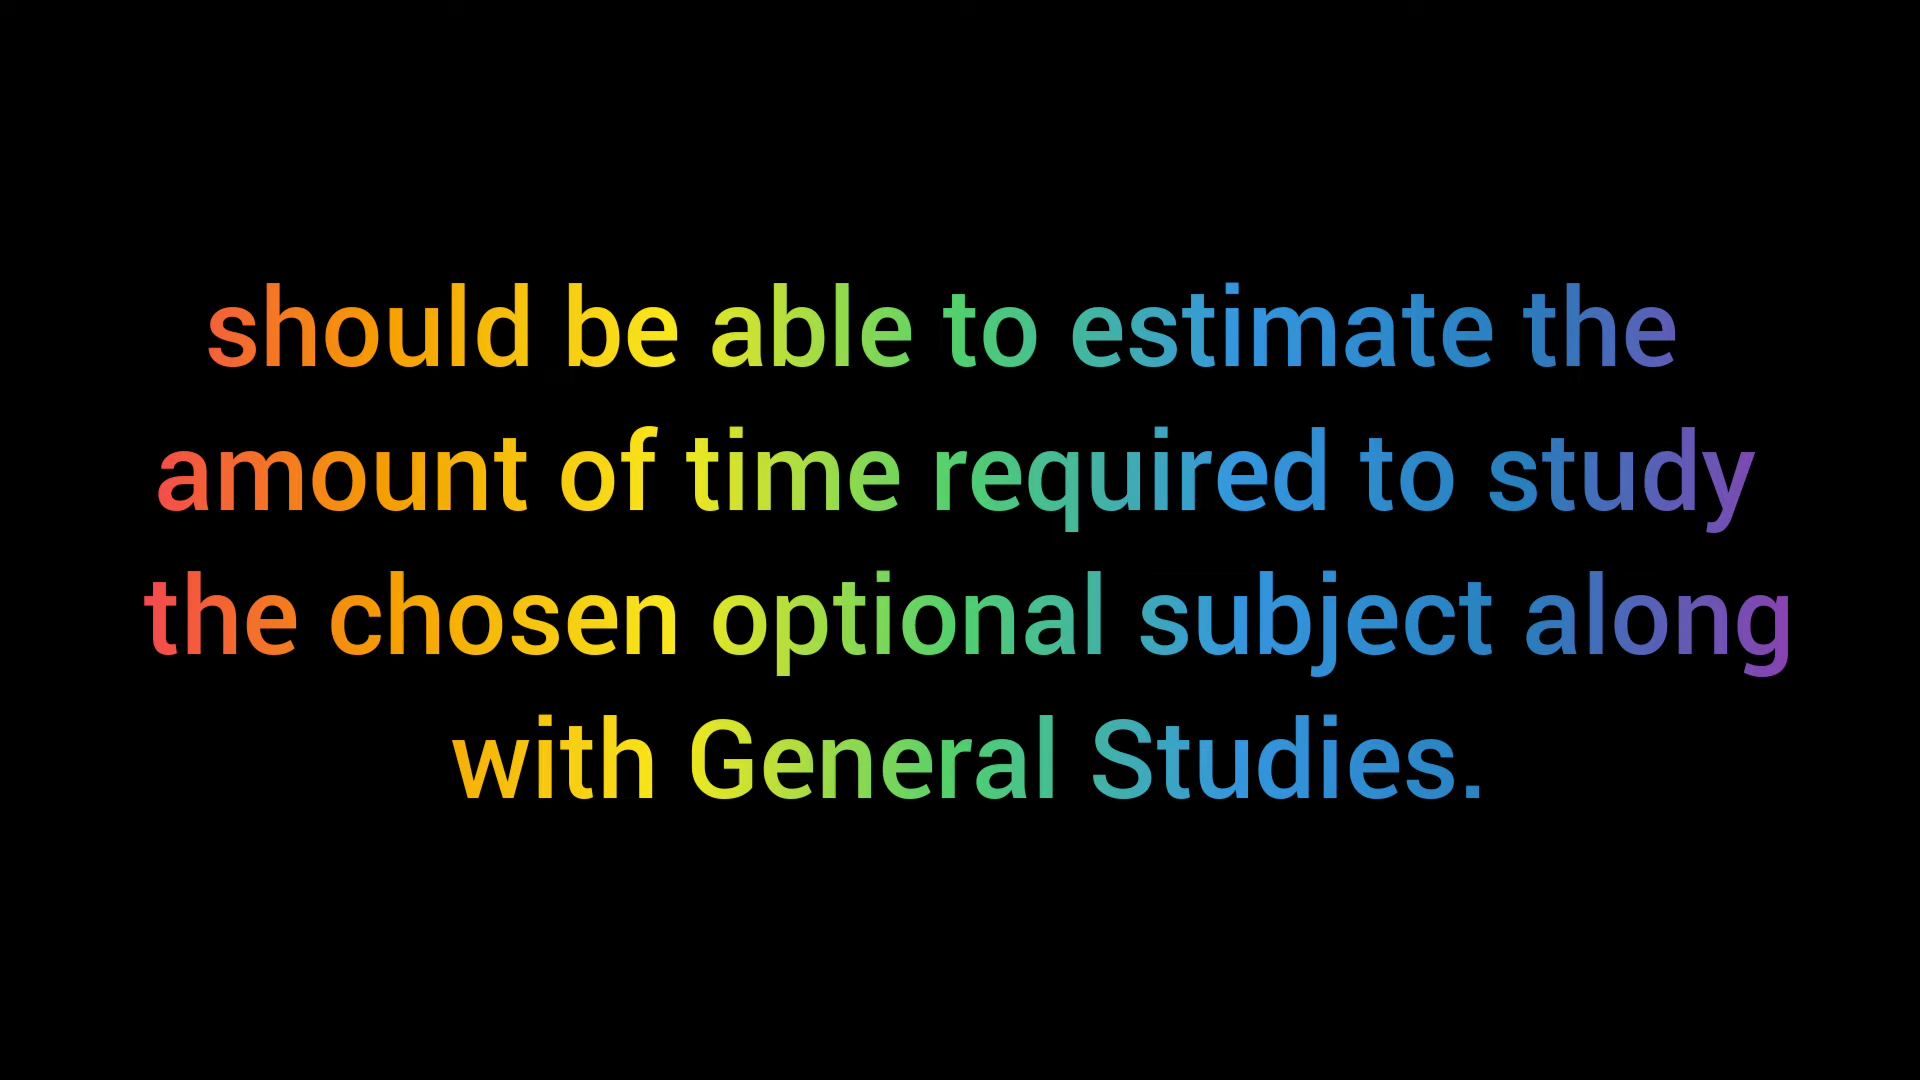 should be able to estimate the
amount of time required to study
the chosen optional subject along
with General Studies.